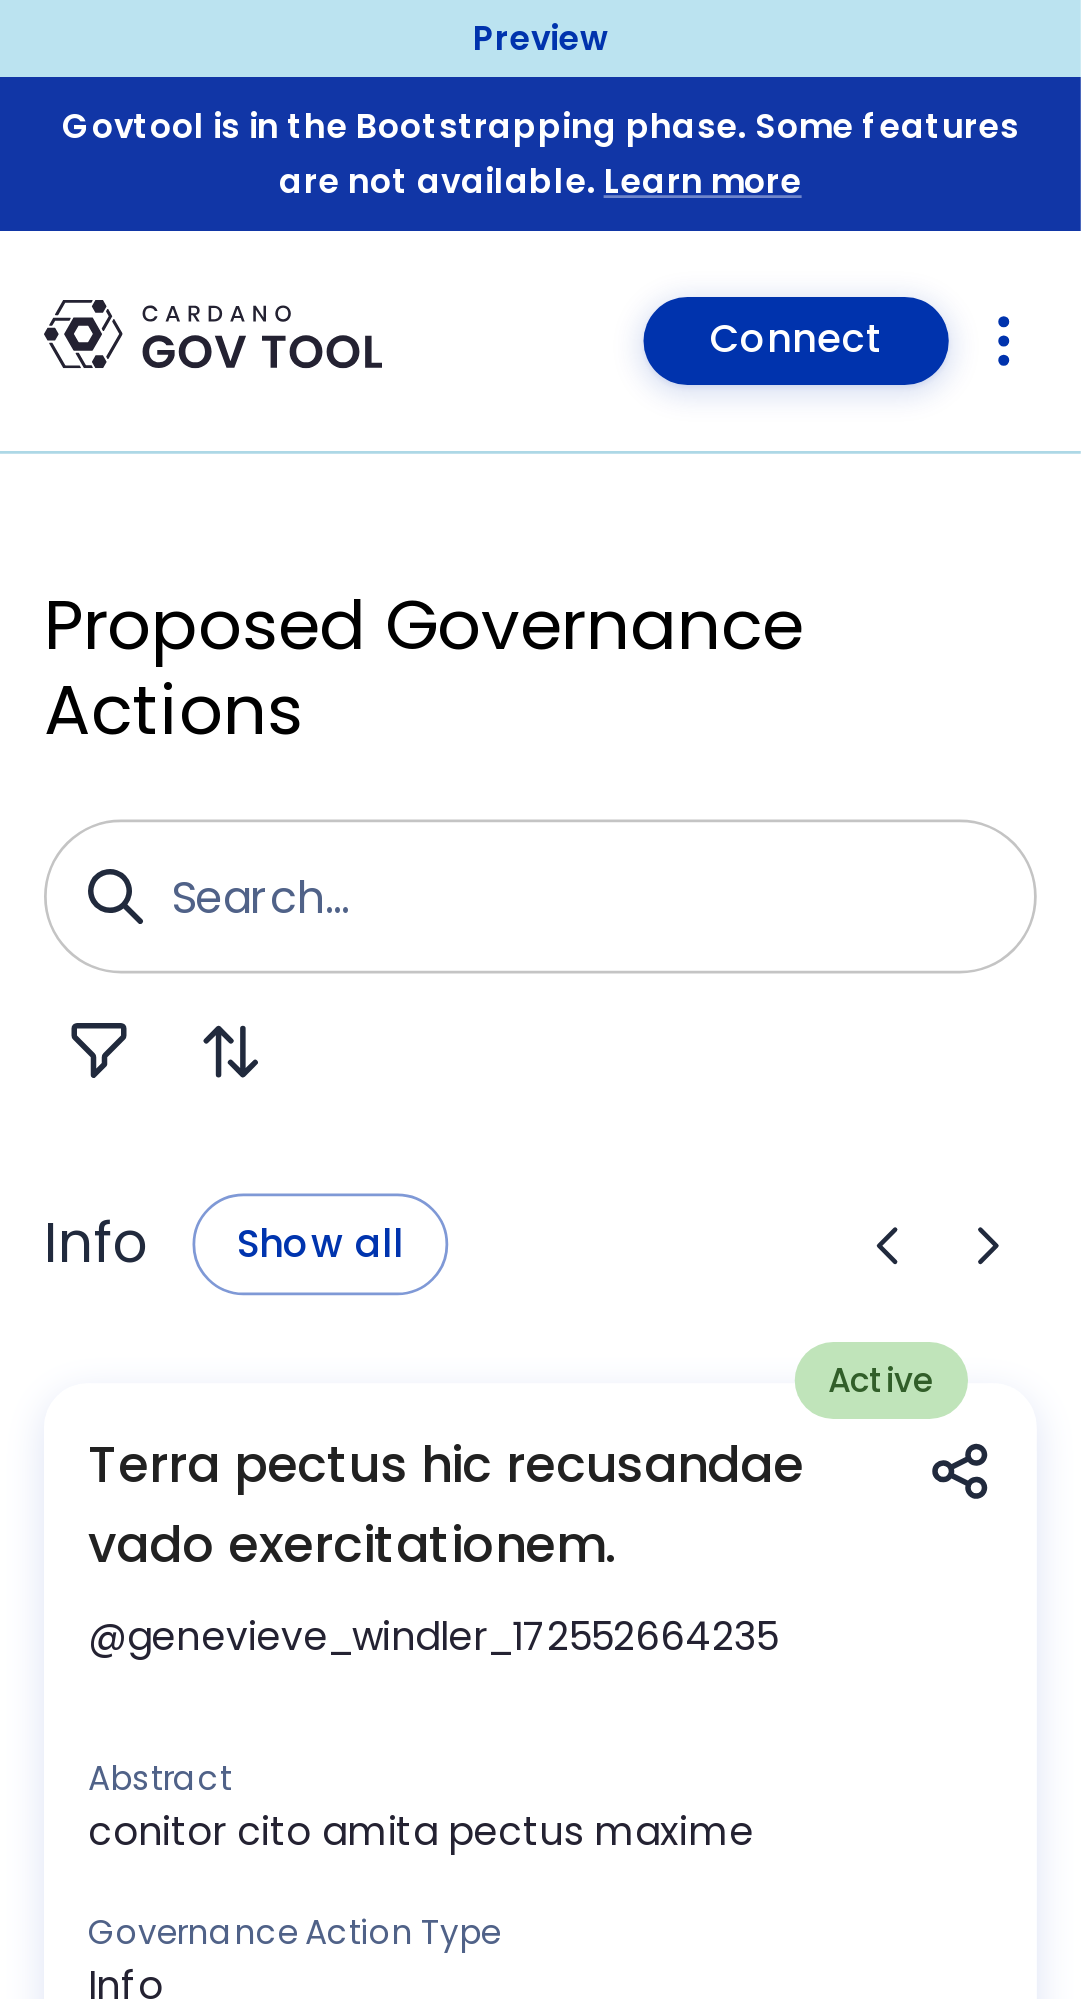 Preview
Govtool is in the Bootstrapping phase. Some features
are not available. Learn more
CARDANO
GOV TOOL
Connect
Proposed Governance
Actions
Search...
Info
Show all
Active
Terra pectus hic recusandae
vado exercitationem.
@genevieve_windler_172552664235
Abstract
conitor cito amita pectus maxime
Governance Action Type
Info